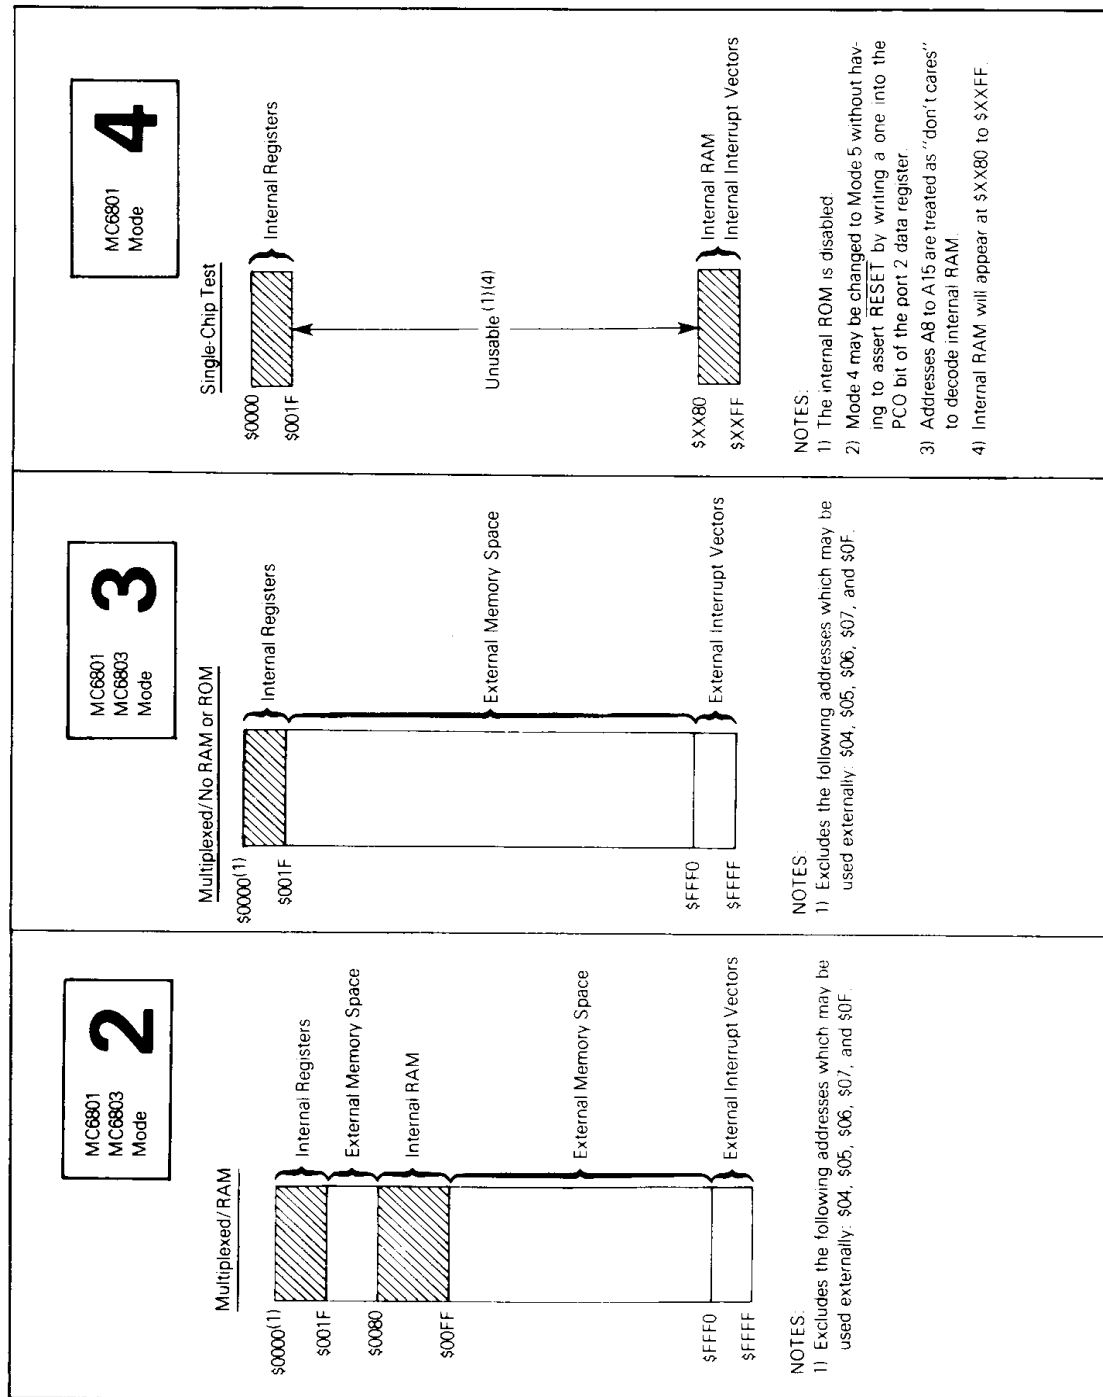 MC6801
MC6803
Mode
2
Multiplexed/RAM
$0000(1)
$001F
$0080
$00FF
$FFF0
$FFFF
Internal Registers
External Memory Space
Internal RAM
External Memory Space
External Interrupt Vectors
NOTES:
1) Excludes the following addresses which may be
used externally: $04, $05, $06, $07, and $0F.
MC6801
MC6803
Mode
3
Multiplexed/No RAM or ROM
$0000(1)
$001F
$FFF0
$FFFF
Internal Registers
External Memory Space
External Interrupt Vectors
NOTES:
1) Excludes the following addresses which may be
used externally: $04, $05, $06, $07, and $0F.
MC6801
Mode
4
Single-Chip Test
$0000
$001F
$XX80
$XXFF
Internal Registers
Unusable (1)(4)
Internal RAM
Internal Interrupt Vectors
NOTES:
1) The internal ROM is disabled.
2) Mode 4 may be changed to Mode 5 without hav-
ing to assert RESET by writing a one into the
PCO bit of the port 2 data register.
3) Addresses A8 to A15 are treated as "don't cares"
to decode internal RAM.
4) Internal RAM will appear at $XX80 to $XXFF.